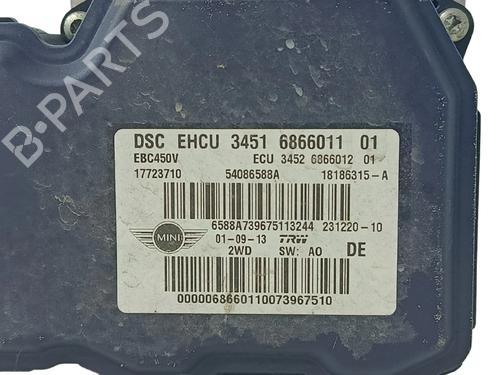 B-PARTS
DSC EHCU 3451 6866011 01
EBC450V ECU 3452 6866012 01
17723710 54086588A 18186315-A
6588A739675113244 231220-10
MINI 01-09-13 TRW DE
2WD SW: A0
0000068660110073967510